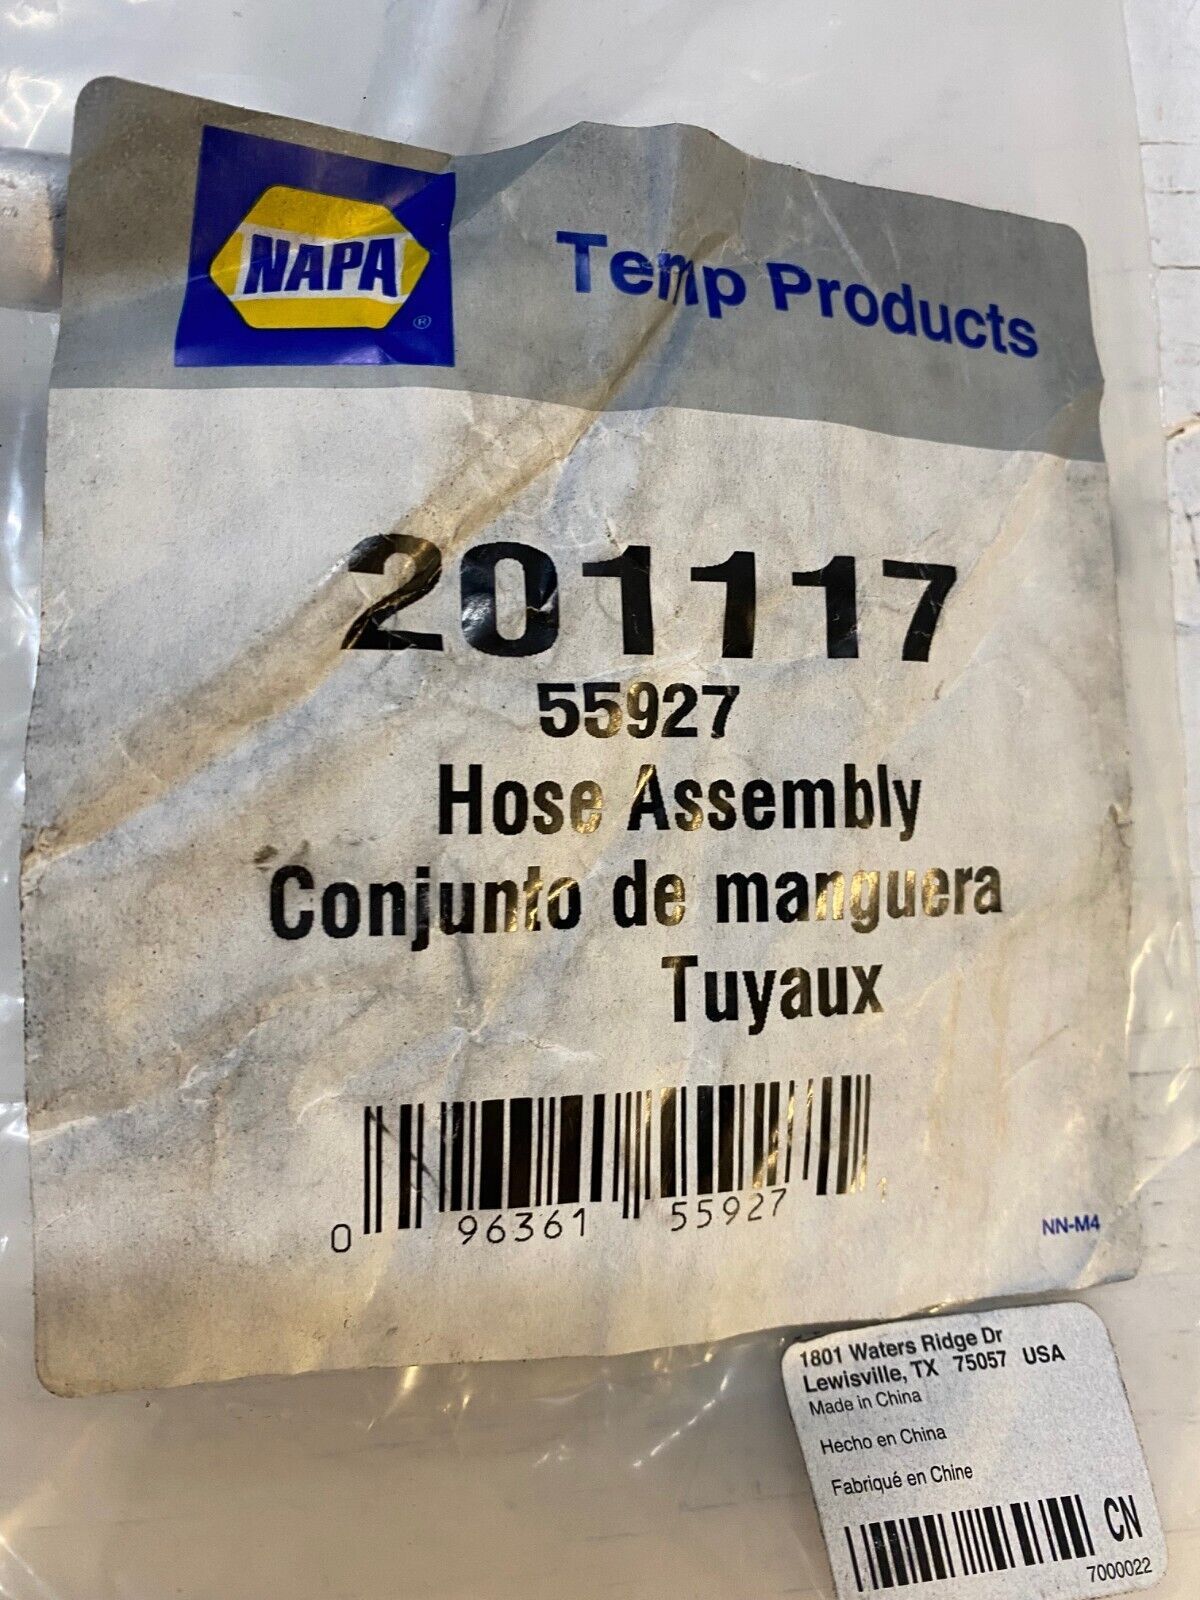 NAPA
®
Temp Products
201117
55927
Hose Assembly
Conjunto de manguera
Tuyaux
0 96361 55927 1
NN-M4
1801 Waters Ridge Dr
Lewisville, TX 75057 USA
Made in China
Hecho en China
Fabriqué en Chine
CN
7000022